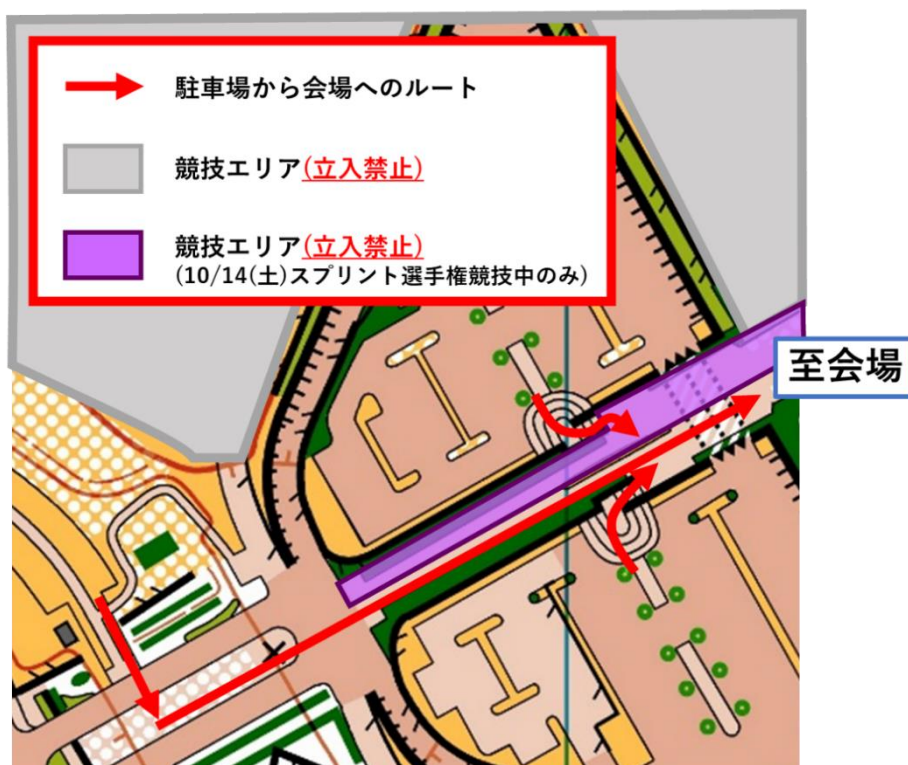 駐車場から会場へのルート
競技エリア(立入禁止)
競技エリア(立入禁止)
(10/14(土)スプリント選手権競技中のみ)
至会場